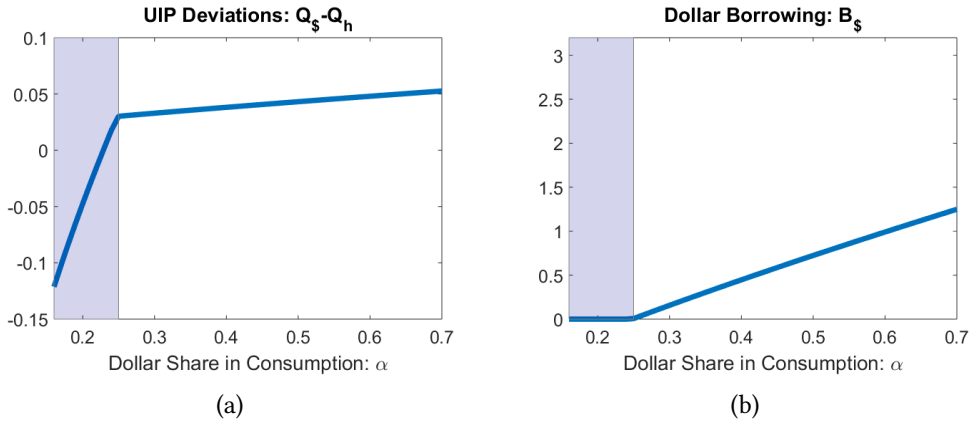 UIP Deviations: Q$-Qh
0.1
0.05
0
-0.05
-0.1
-0.15
0.2 0.3 0.4 0.5 0.6 0.7
Dollar Share in Consumption: α
(a)
Dollar Borrowing: B$
3
2.5
2
1.5
1
0.5
0
0.2 0.3 0.4 0.5 0.6 0.7
Dollar Share in Consumption: α
(b)